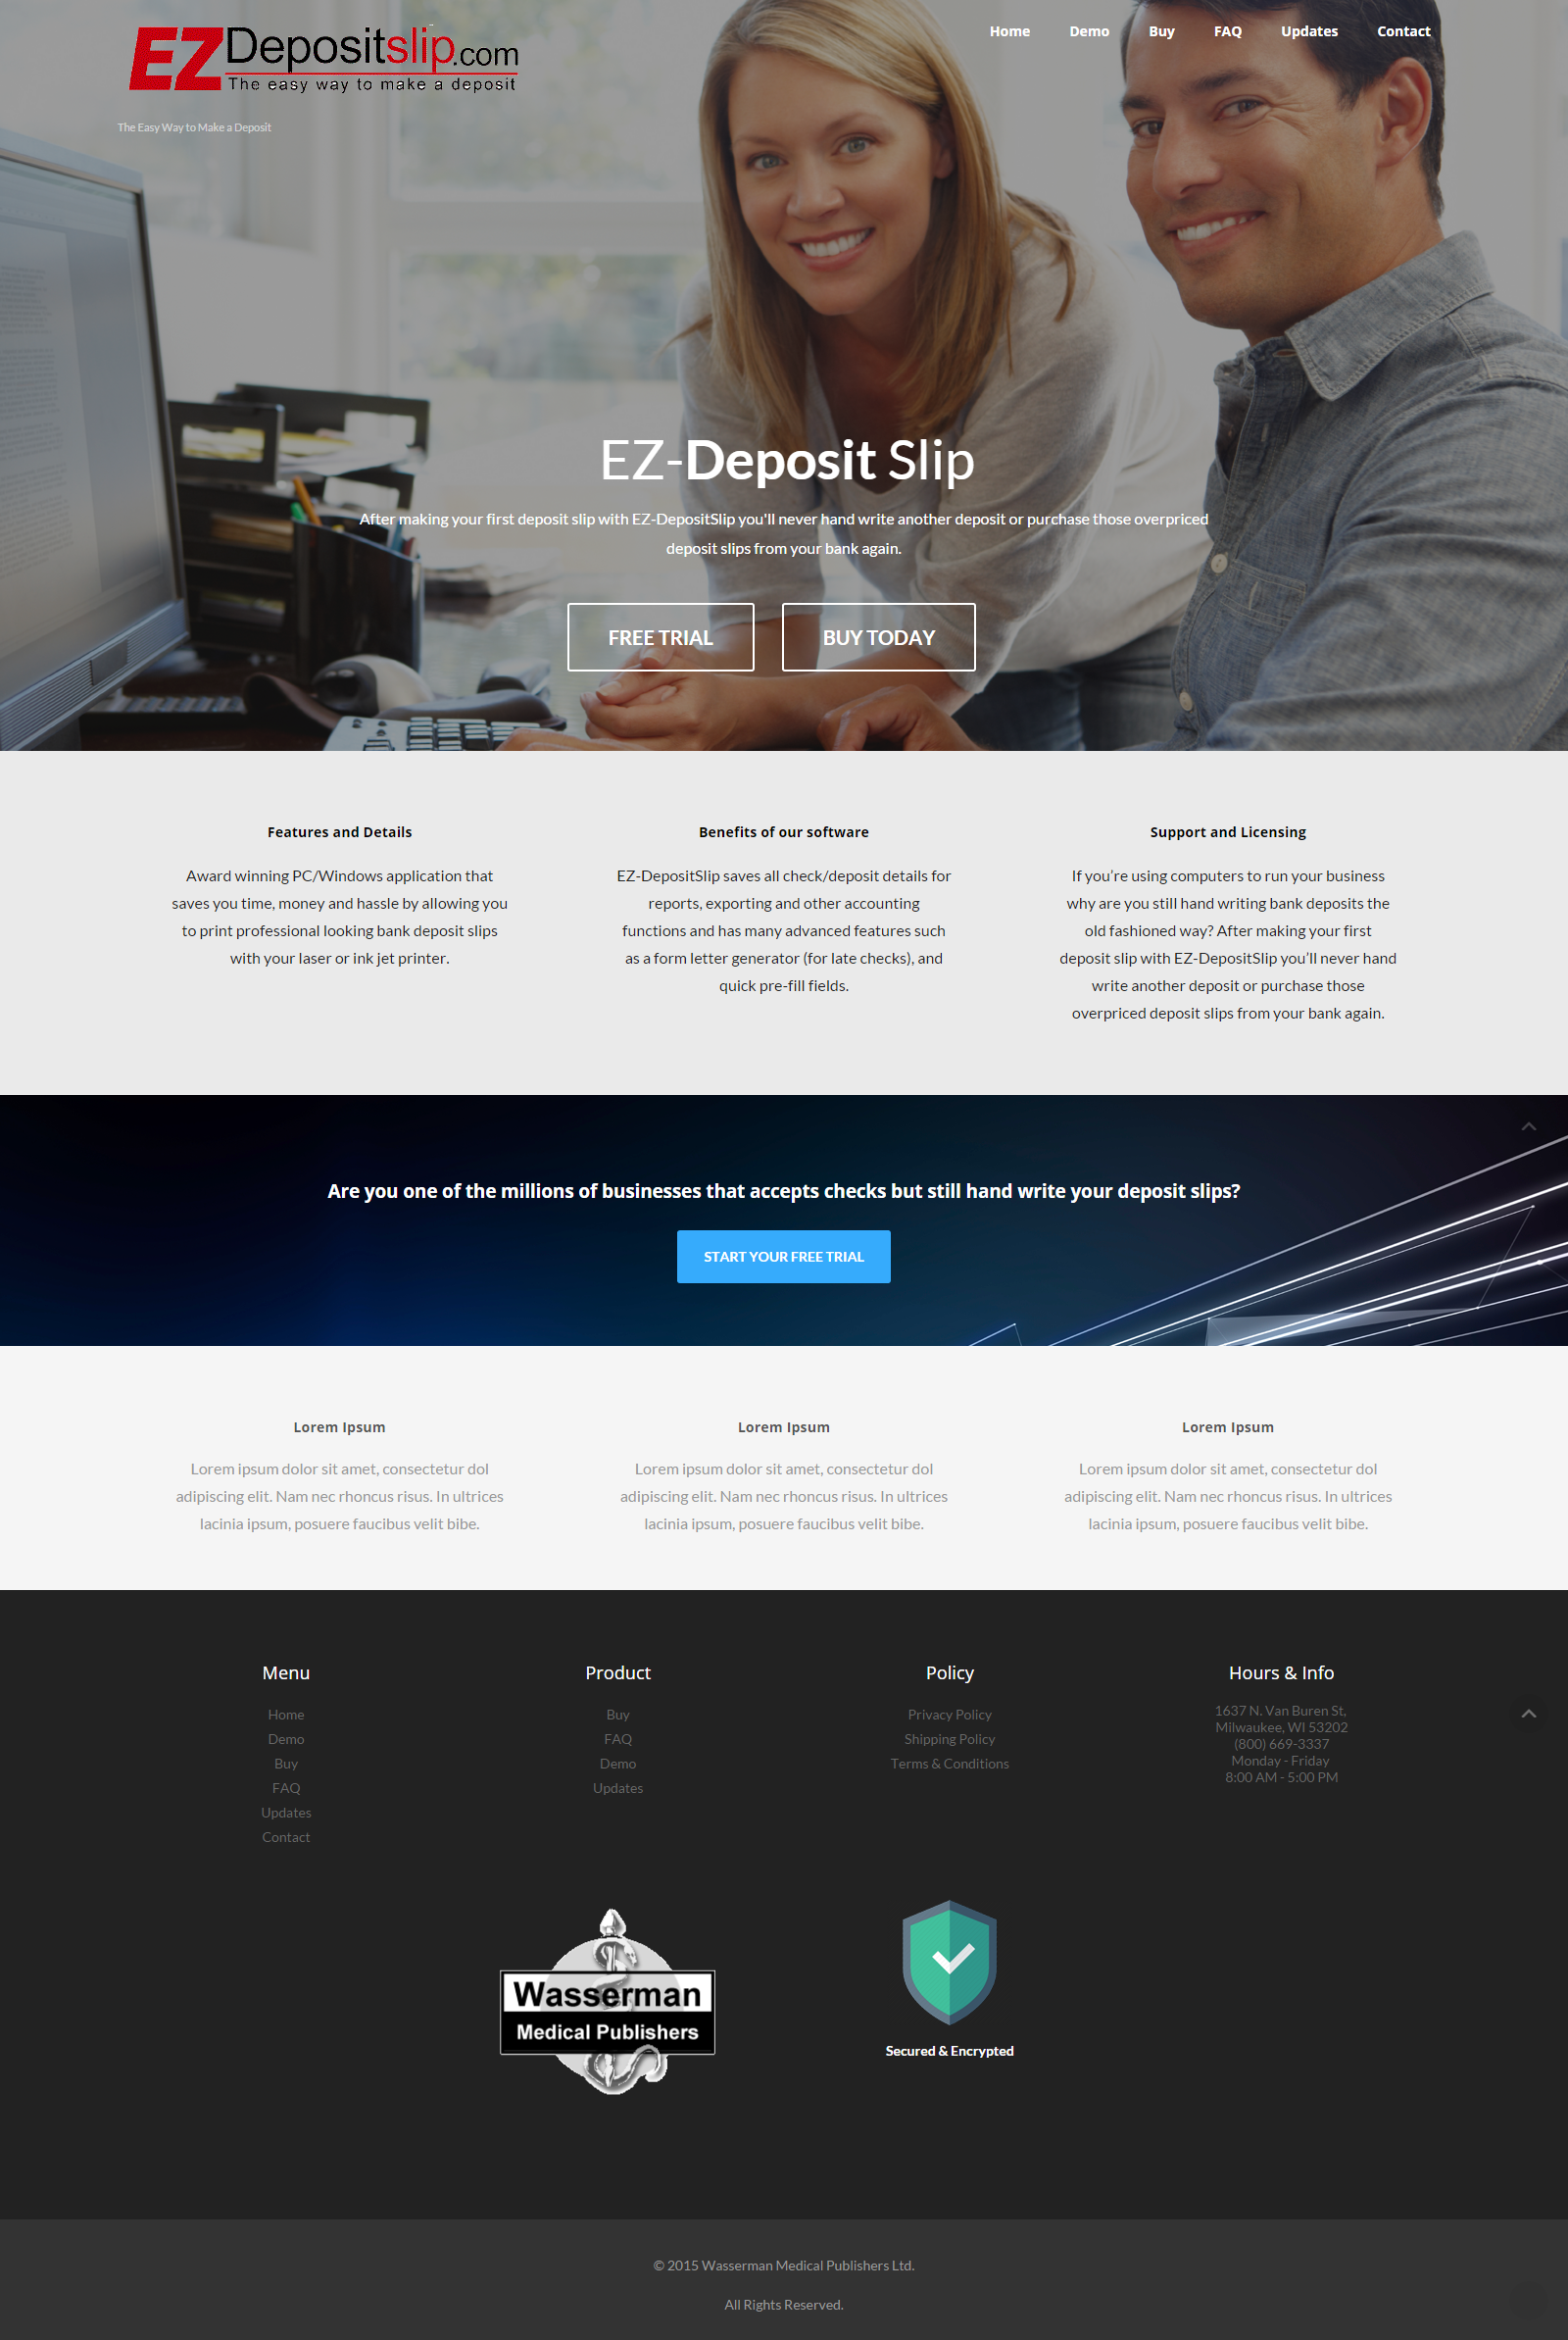 EZDepositslip.com
The easy way to make a deposit
Home Demo Buy FAQ Updates Contact
The Easy Way to Make a Deposit
EZ-Deposit Slip
After making your first deposit slip with EZ-DepositSlip you'll never hand write another deposit or purchase those overpriced
deposit slips from your bank again.
FREE TRIAL
BUY TODAY
Features and Details
Award winning PC/Windows application that
saves you time, money and hassle by allowing you
to print professional looking bank deposit slips
with your laser or ink jet printer.
Benefits of our software
EZ-DepositSlip saves all check/deposit details for
reports, exporting and other accounting
functions and has many advanced features such
as a form letter generator (for late checks), and
quick pre-fill fields.
Support and Licensing
If you’re using computers to run your business
why are you still hand writing bank deposits the
old fashioned way? After making your first
deposit slip with EZ-DepositSlip you’ll never hand
write another deposit or purchase those
overpriced deposit slips from your bank again.
Are you one of the millions of businesses that accepts checks but still hand write your deposit slips?
START YOUR FREE TRIAL
Lorem Ipsum
Lorem ipsum dolor sit amet, consectetur dol
adipiscing elit. Nam nec rhoncus risus. In ultrices
lacinia ipsum, posuere faucibus velit bibe.
Lorem Ipsum
Lorem ipsum dolor sit amet, consectetur dol
adipiscing elit. Nam nec rhoncus risus. In ultrices
lacinia ipsum, posuere faucibus velit bibe.
Lorem Ipsum
Lorem ipsum dolor sit amet, consectetur dol
adipiscing elit. Nam nec rhoncus risus. In ultrices
lacinia ipsum, posuere faucibus velit bibe.
Menu
Home
Demo
Buy
FAQ
Updates
Contact
Product
Buy
FAQ
Demo
Updates
Policy
Privacy Policy
Shipping Policy
Terms & Conditions
Hours & Info
1637 N. Van Buren St,
Milwaukee, WI 53202
(800) 669-3337
Monday - Friday
8:00 AM - 5:00 PM
Wasserman
Medical Publishers
Secured & Encrypted
© 2015 Wasserman Medical Publishers Ltd.
All Rights Reserved.